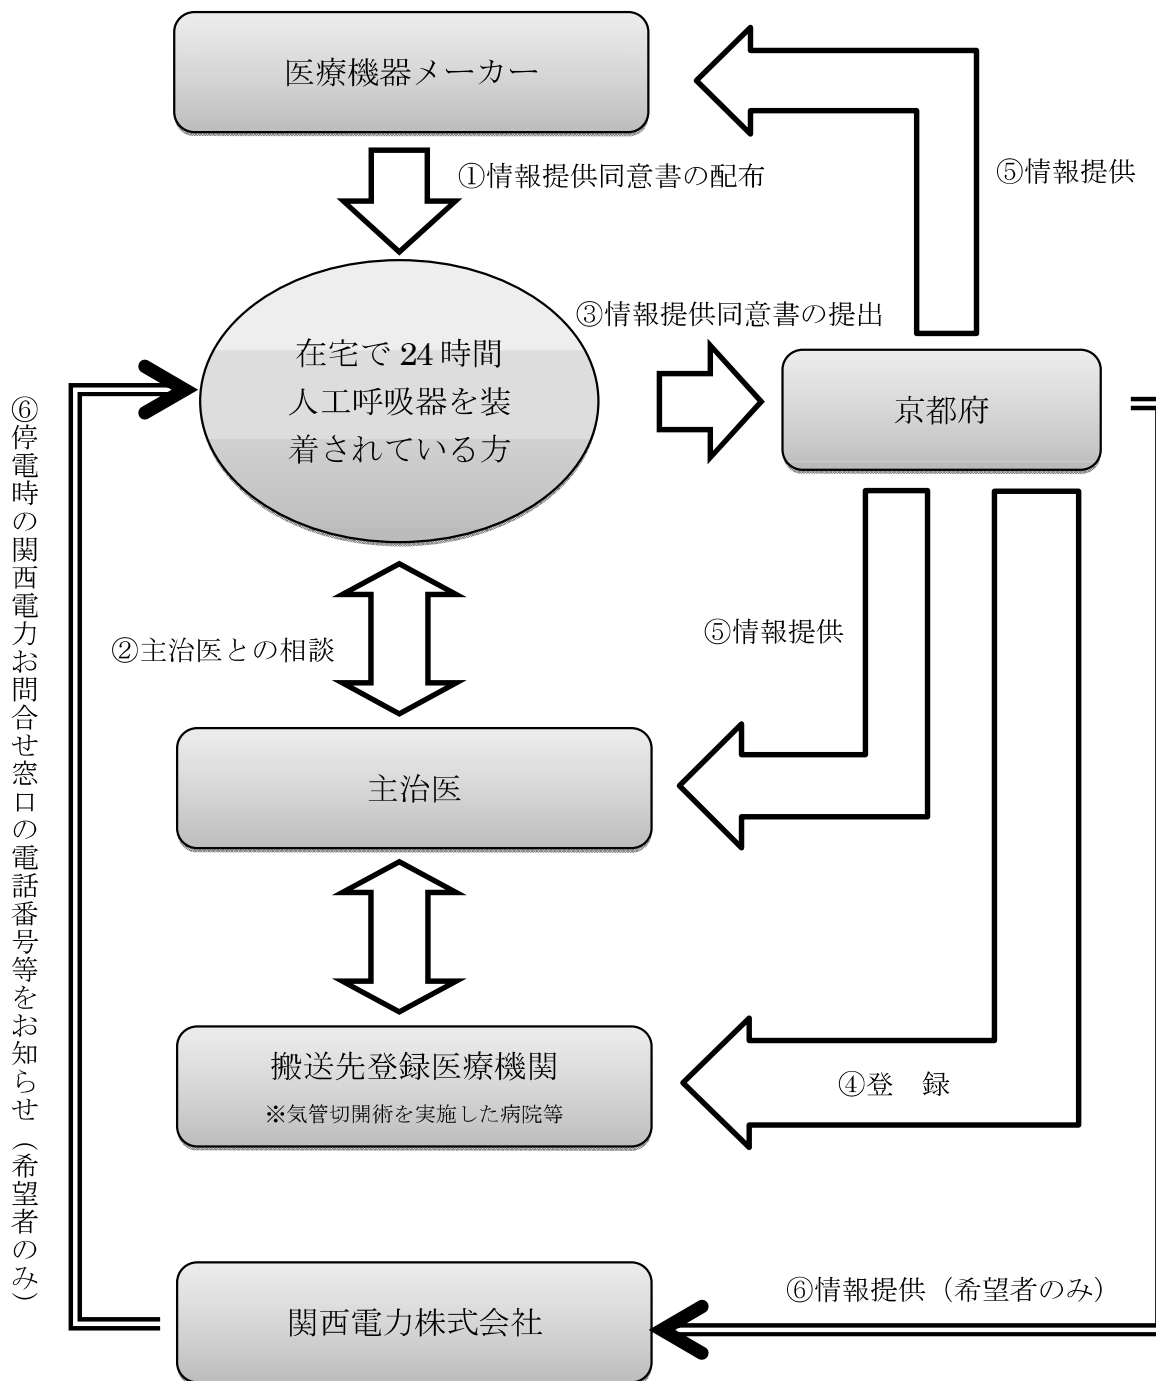 医療機器メーカー
①情報提供同意書の配布
⑤情報提供
③情報提供同意書の提出
在宅で 24 時間
人工呼吸器を装
着されている方
京都府
⑥停電時の関西電力お問合せ窓口の電話番号等をお知らせ（希望者のみ）
②主治医との相談
⑤情報提供
主治医
搬送先登録医療機関
※気管切開術を実施した病院等
④登　録
⑥情報提供（希望者のみ）
関西電力株式会社